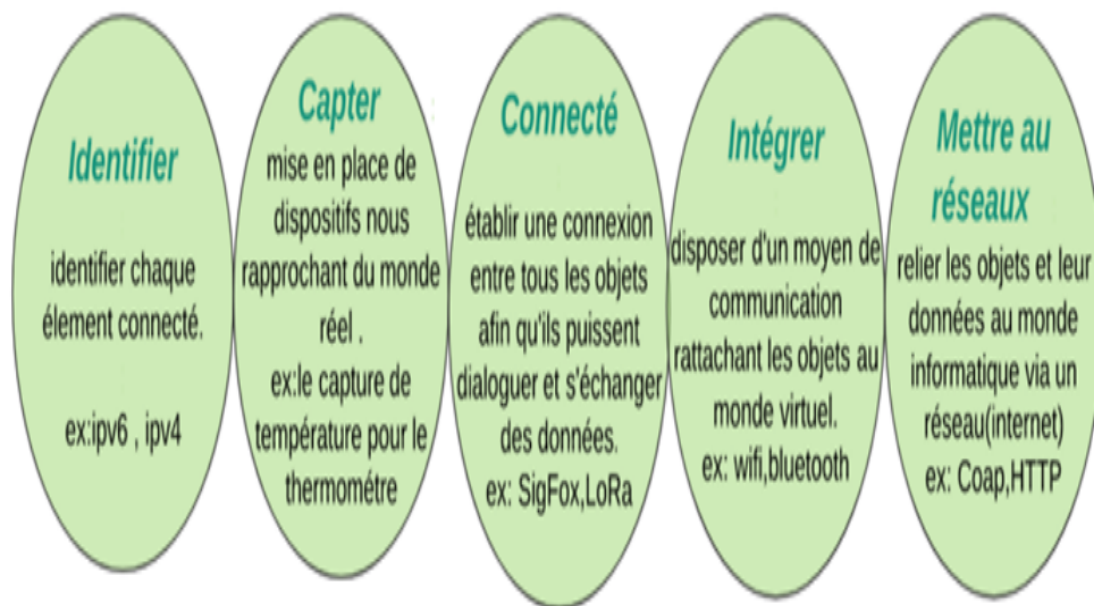 Identifier
identifier chaque
élement connecté.
ex:ipv6 , ipv4
Capter
mise en place de
dispositifs nous
rapprochant du monde
réel .
ex:le capture de
température pour le
thermométre
Connecté
établir une connexion
entre tous les objets
afin qu'ils puissent
dialoguer et s'échanger
des données.
ex: SigFox,LoRa
Intégrer
disposer d'un moyen de
communication
rattachant les objets au
monde virtuel.
ex: wifi,bluetooth
Mettre au
réseaux
relier les objets et leur
données au monde
informatique via un
réseau(internet)
ex: Coap,HTTP